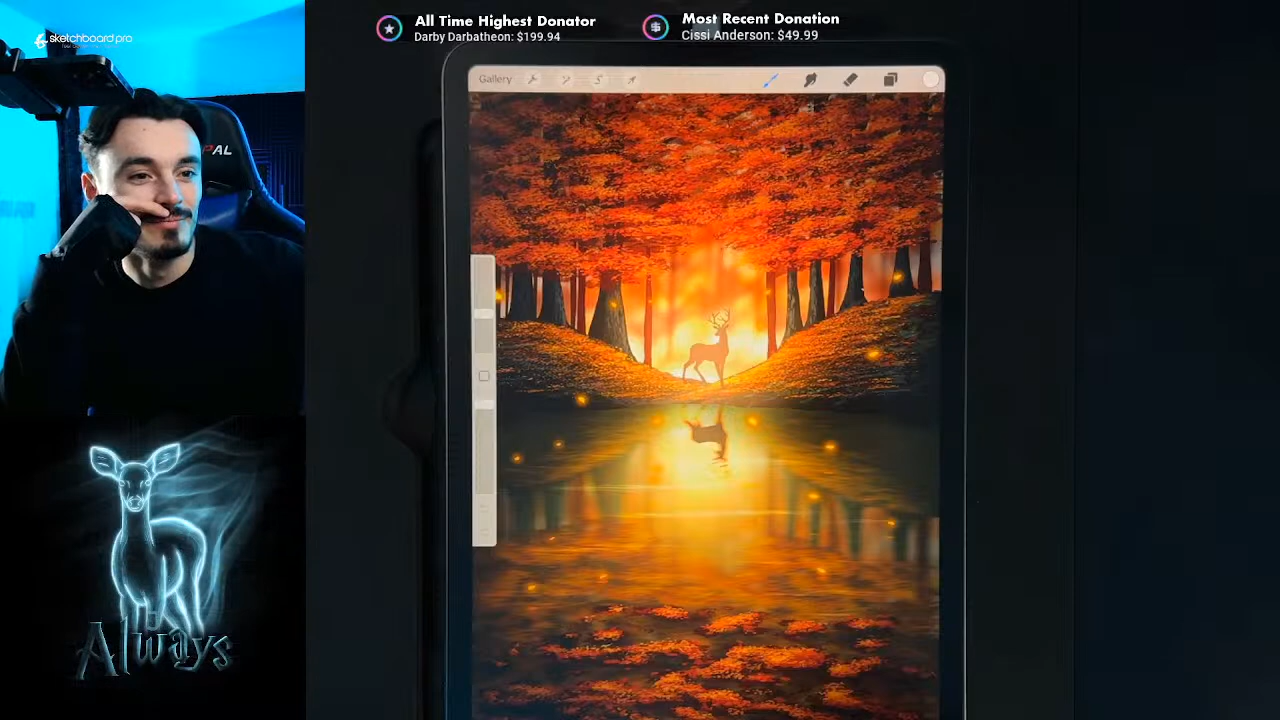 All Time Highest Donator
Darby Darbatheon: $199.94
Most Recent Donation
Cissi Anderson: $49.99
sketchboard pro
Gallery
PAL
Always